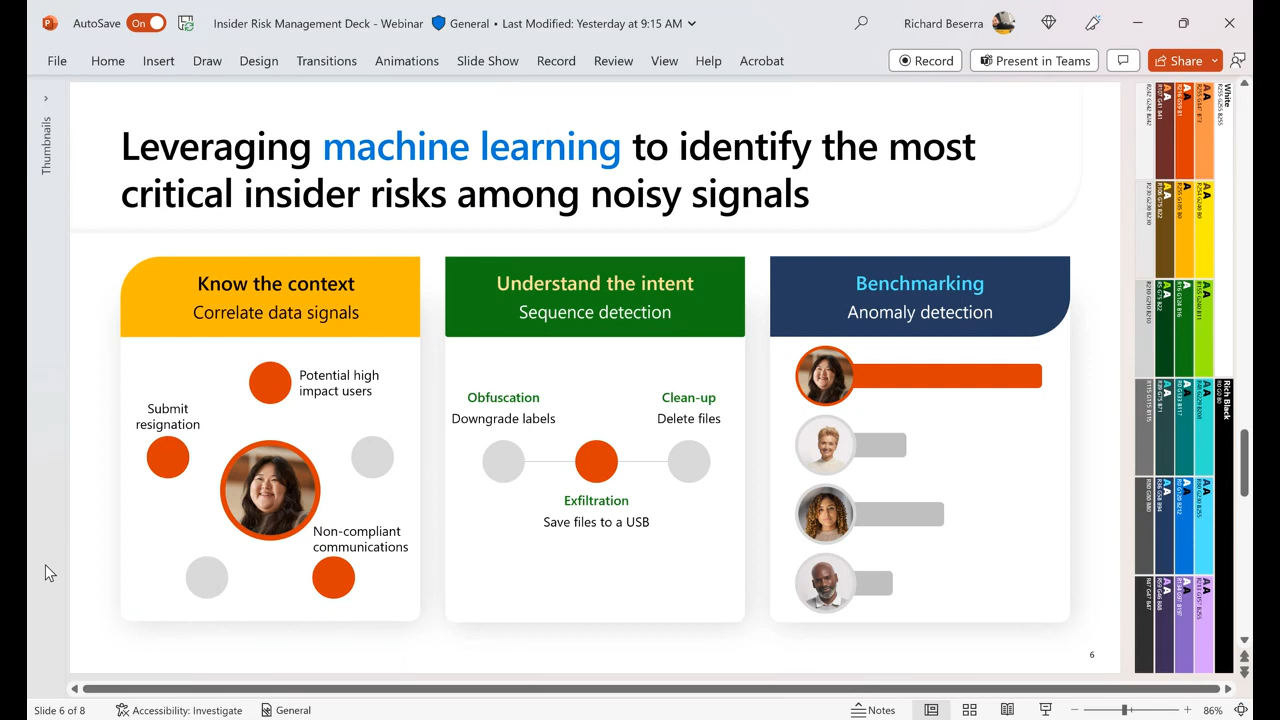 AutoSave
On
Insider Risk Management Deck - Webinar
General • Last Modified: Yesterday at 9:15 AM
Richard Beserra
File
Home
Insert
Draw
Design
Transitions
Animations
Slide Show
Record
Review
View
Help
Acrobat
Record
Present in Teams
Share
Thumbnails
Leveraging machine learning to identify the most
critical insider risks among noisy signals
Know the context
Correlate data signals
Potential high
impact users
Submit
resignation
Non-compliant
communications
Understand the intent
Sequence detection
Obfuscation
Downgrade labels
Clean-up
Delete files
Exfiltration
Save files to a USB
Benchmarking
Anomaly detection
6
White
Rich Black
Slide 6 of 8
Accessibility: Investigate
General
Notes
86%